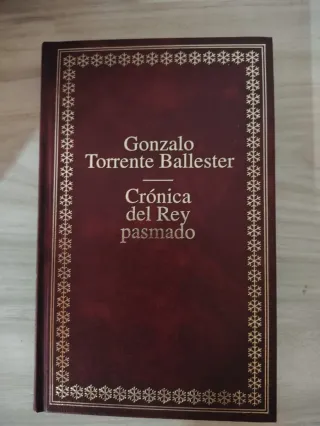 Gonzalo
Torrente Ballester
Crónica
del Rey
pasmado